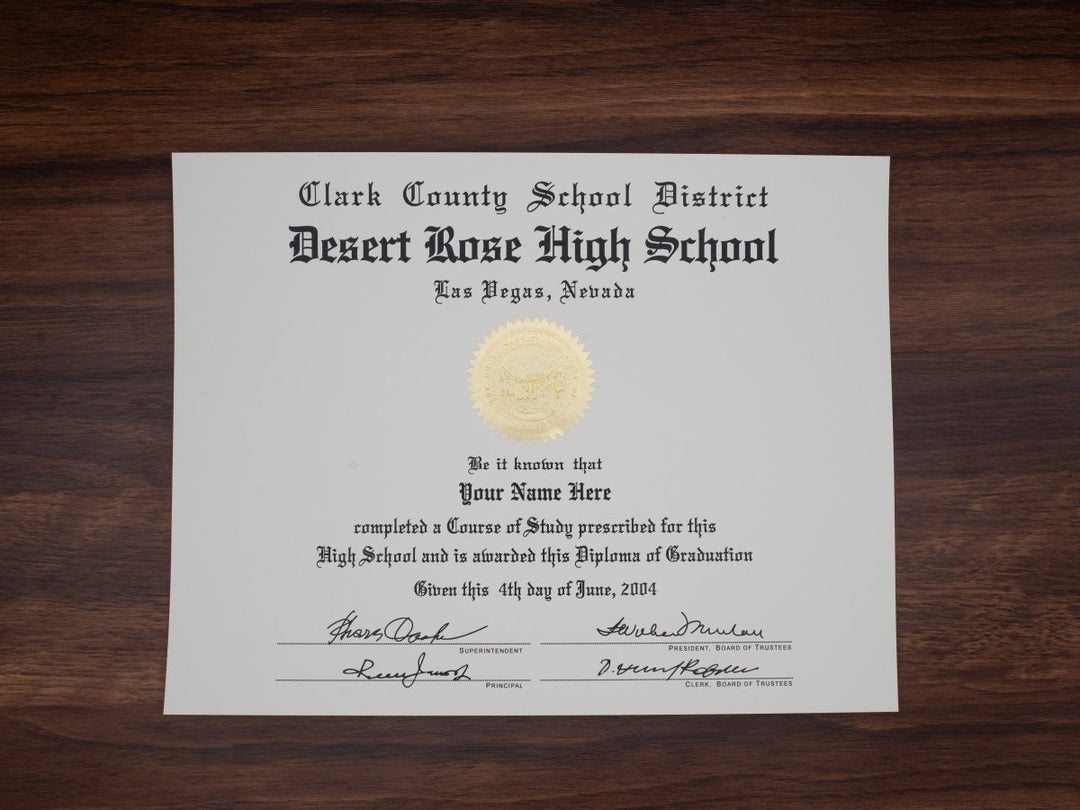 Clark County School District
Desert Rose High School
Las Vegas, Nevada
Be it known that
Your Name Here
completed a Course of Study prescribed for this
High School and is awarded this Diploma of Graduation
Given this 4th day of June, 2004
SUPERINTENDENT
PRESIDENT, BOARD OF TRUSTEES
PRINCIPAL
CLERK, BOARD OF TRUSTEES